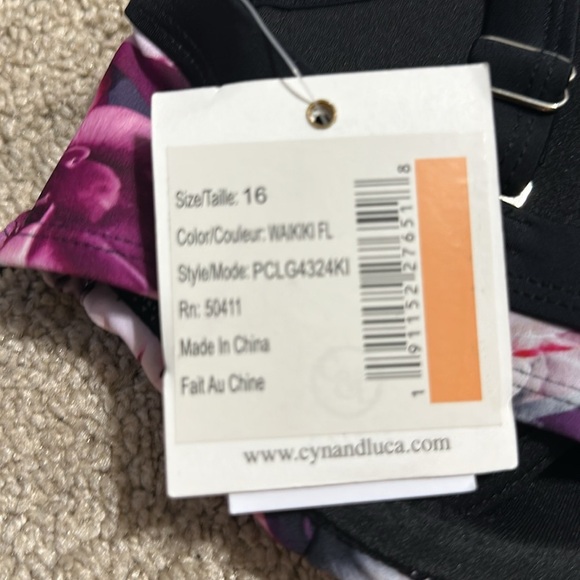 Size/Taille: 16
Color/Couleur: WAIKIKI FL
Style/Mode: PCLG4324KI
Rn: 50411
Made In China
Fait Au Chine
1 91152 27651 8
www.cynandluca.com